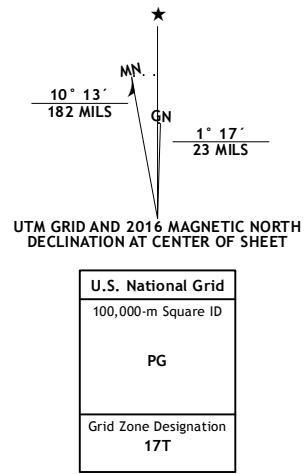 ★
MN
GN
10° 13´
182 MILS
1° 17´
23 MILS
UTM GRID AND 2016 MAGNETIC NORTH
DECLINATION AT CENTER OF SHEET
U.S. National Grid
100,000-m Square ID
PG
Grid Zone Designation
17T